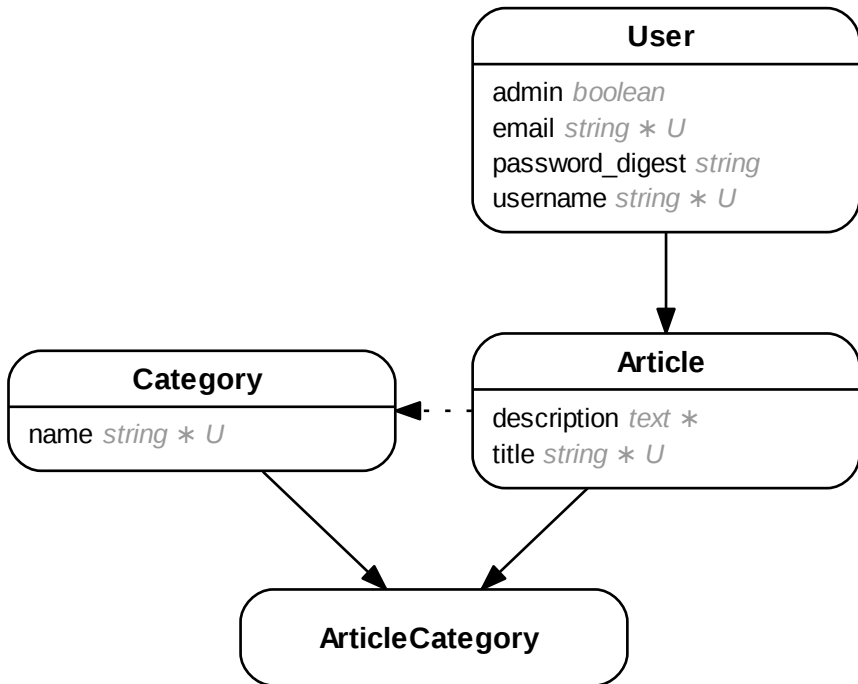 User
admin boolean
email string ∗ U
password_digest string
username string ∗ U
Article
description text ∗
title string ∗ U
Category
name string ∗ U
ArticleCategory